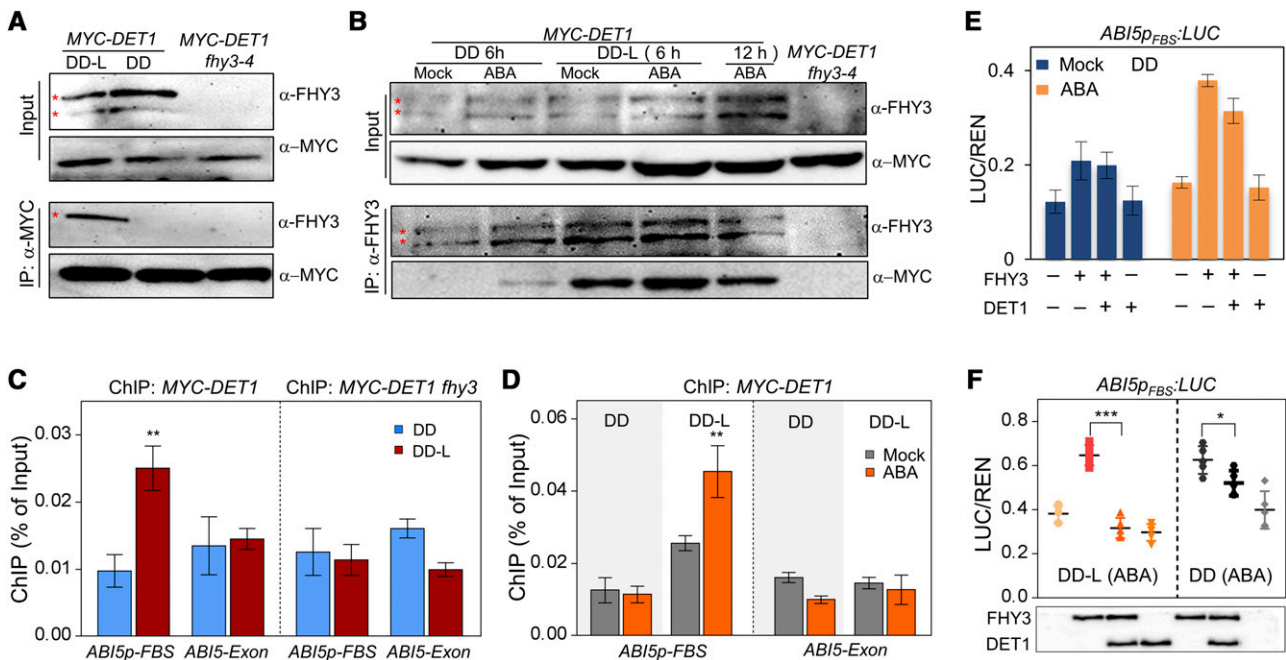 A
MYC-DET1 MYC-DET1
DD-L DD fhy3-4
Input
* α-FHY3
*
α-MYC
IP: α-MYC
* α-FHY3
α-MYC
B
MYC-DET1
DD 6h DD-L ( 6 h 12 h ) MYC-DET1
Mock ABA Mock ABA ABA fhy3-4
Input
* α-FHY3
*
α-MYC
IP: α-FHY3
* α-FHY3
*
α-MYC
E
ABI5pFBS:LUC
Mock DD
ABA
LUC/REN
0.4
0.2
0
FHY3 − + + − − + + −
DET1 − − + + − − + +
C
ChIP: MYC-DET1 ChIP: MYC-DET1 fhy3
ChIP (% of Input)
0.03
0.02
0.01
0.00
**
DD
DD-L
ABI5p-FBS ABI5-Exon ABI5p-FBS ABI5-Exon
D
ChIP: MYC-DET1
ChIP (% of Input)
0.06
0.04
0.02
0.00
DD DD-L DD DD-L
**
Mock
ABA
ABI5p-FBS ABI5-Exon
F
ABI5pFBS:LUC
LUC/REN
0.8
0.6
0.4
0.2
0.0
*** *
DD-L (ABA) DD (ABA)
FHY3
DET1